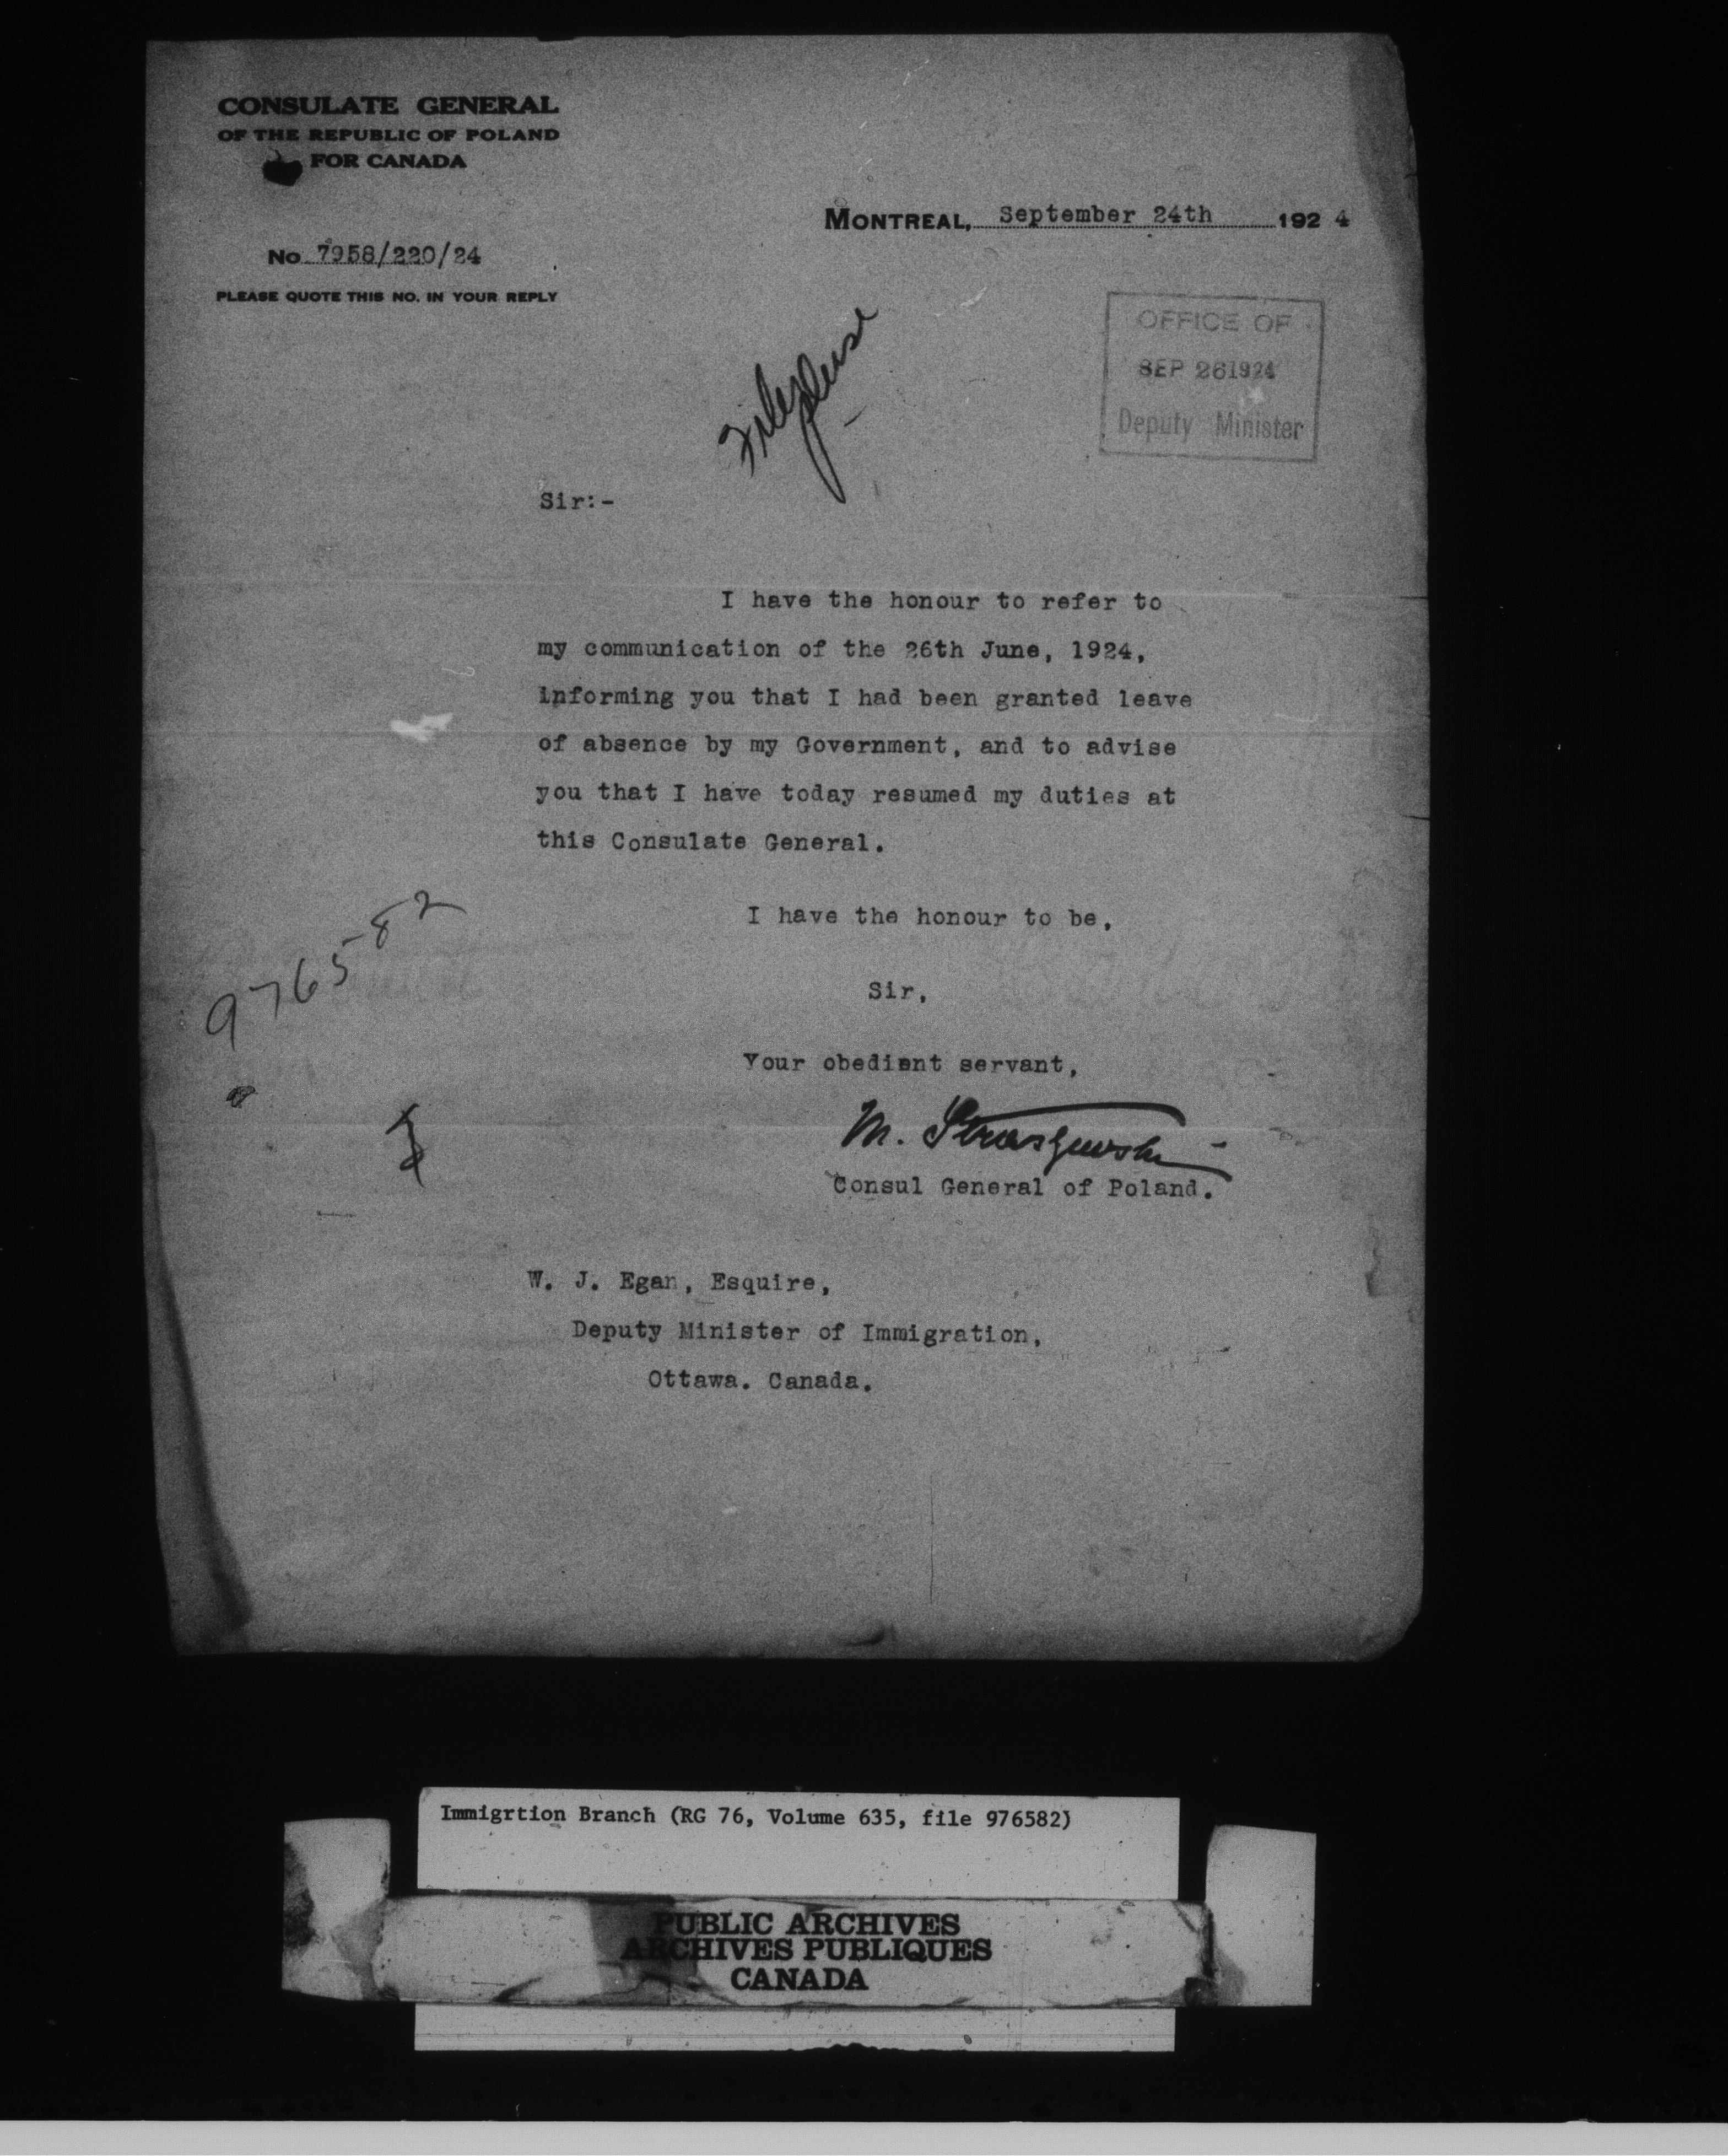 CONSULATE GENERAL
OF THE REPUBLIC OF POLAND
FOR CANADA
MONTREAL, September 24th 1924
No 7958/220/24
PLEASE QUOTE THIS NO. IN YOUR REPLY
OFFICE OF
SEP 26 1924
Deputy Minister
File please
Sir:-
I have the honour to refer to
my communication of the 26th June, 1924,
informing you that I had been granted leave
of absence by my Government, and to advise
you that I have today resumed my duties at
this Consulate General.
I have the honour to be,
976582
Sir,
Your obedient servant,
M. Straszewski
Consul General of Poland.
W. J. Egan, Esquire,
Deputy Minister of Immigration,
Ottawa. Canada.
Immigrtion Branch (RG 76, Volume 635, file 976582)
PUBLIC ARCHIVES
ARCHIVES PUBLIQUES
CANADA